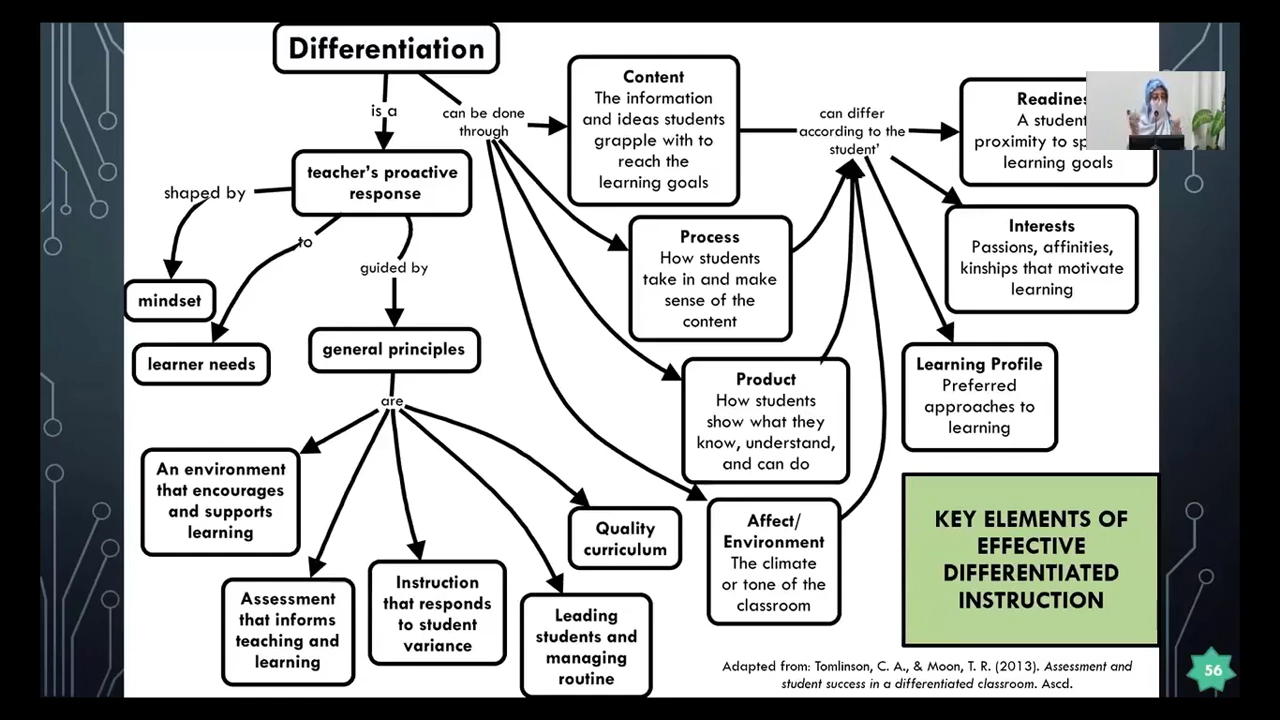 Differentiation
is a
can be done
through
teacher's proactive
response
shaped by
to
guided by
mindset
learner needs
general principles
are
An environment
that encourages
and supports
learning
Assessment
that informs
teaching and
learning
Instruction
that responds
to student
variance
Leading
students and
managing
routine
Quality
curriculum
Content
The information
and ideas students
grapple with to
reach the
learning goals
Process
How students
take in and make
sense of the
content
Product
How students
show what they
know, understand,
and can do
Affect/
Environment
The climate
or tone of the
classroom
can differ
according to the
student'
A student
proximity to
learning goals
Interests
Passions, affinities,
kinships that motivate
learning
Learning Profile
Preferred
approaches to
learning
KEY ELEMENTS OF
EFFECTIVE
DIFFERENTIATED
INSTRUCTION
Adapted from: Tomlinson, C. A., & Moon, T. R. (2013). Assessment and
student success in a differentiated classroom. Ascd.
56